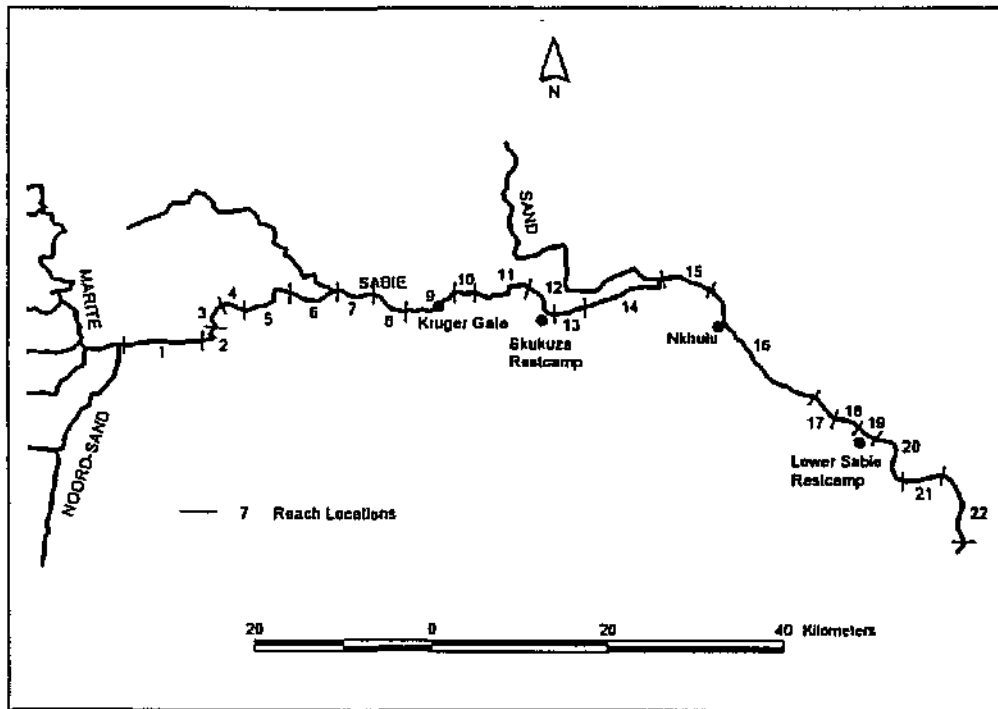 N
SAND
MARITE
SABIE
NOORD-SAND
1
2
3
4
5
6
7
8
9
10
11
12
13
14
15
16
17
18
19
20
21
22
Kruger Gate
Skukuza
Restcamp
Nkhulu
Lower Sabie
Restcamp
7 Reach Locations
20 0 20 40 Kilometers